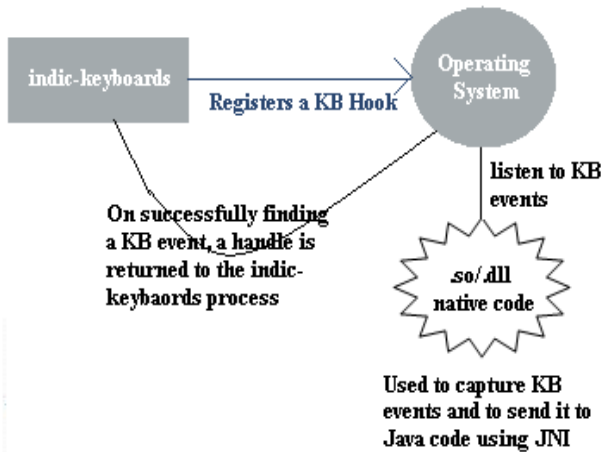 indic-keyboards
Operating
System
Registers a KB Hook
listen to KB
events
On successfully finding
a KB event, a handle is
returned to the indic-
keybaords process
.so/.dll
native code
Used to capture KB
events and to send it to
Java code using JNI